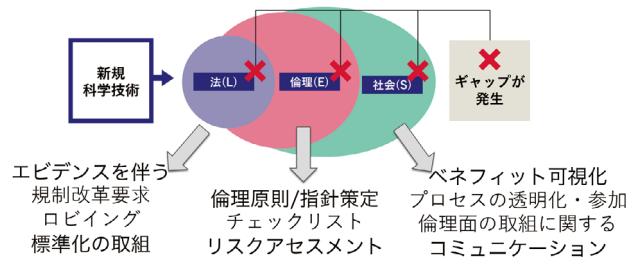 新規
科学技術
法(L)
倫理(E)
社会(S)
ギャップが
発生
エビデンスを伴う
規制改革要求
ロビイング
標準化の取組
倫理原則/指針策定
チェックリスト
リスクアセスメント
ベネフィット可視化
プロセスの透明化・参加
倫理面の取組に関する
コミュニケーション